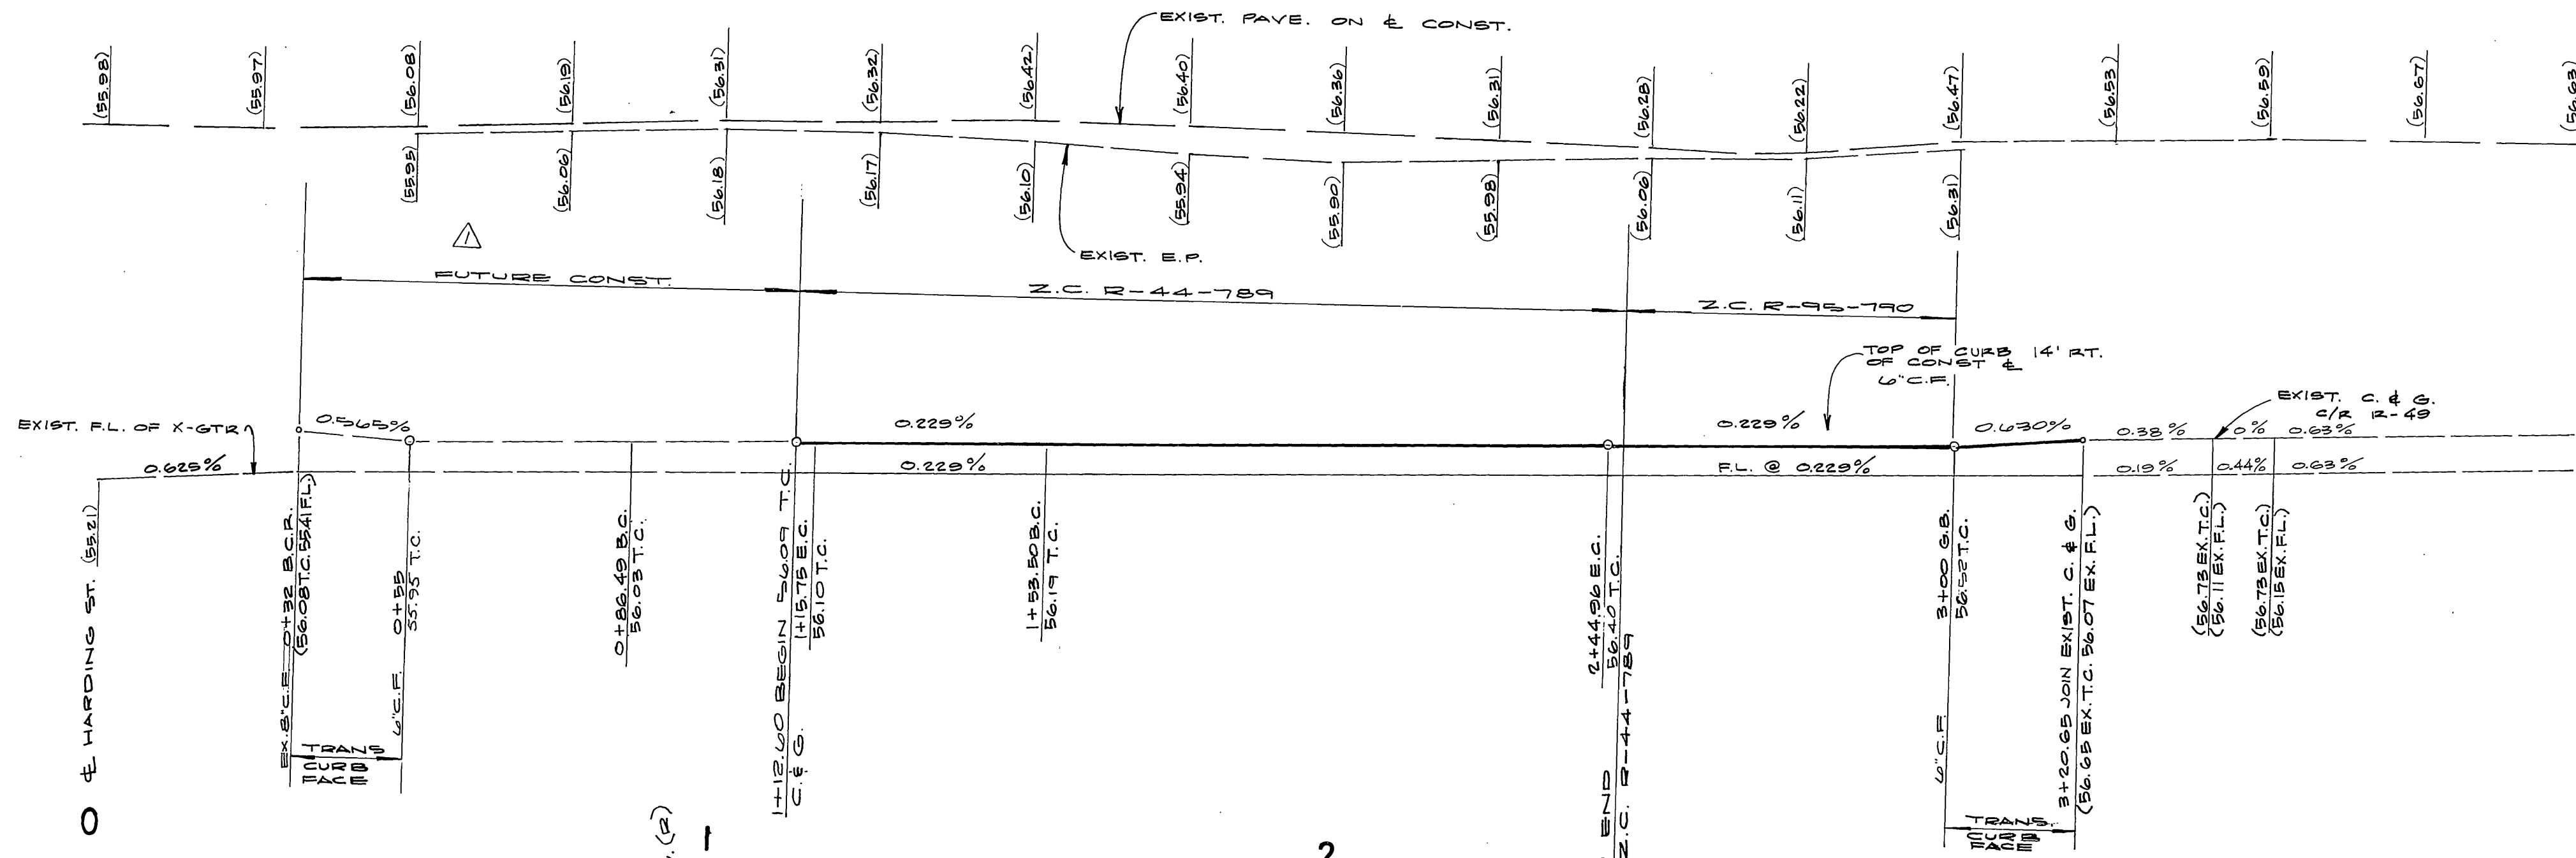 EXIST. PAVE. ON ℄ CONST.
(55.98)
(55.97)
(56.08)
(56.19)
(56.31)
(56.32)
(56.42)
(56.40)
(56.36)
(56.31)
(56.28)
(56.22)
(56.47)
(56.53)
(56.59)
(56.67)
(56.63)
(55.95)
(56.06)
(56.18)
(56.17)
(56.10)
(55.94)
(55.90)
(55.98)
(56.06)
(56.11)
(56.31)
1
EXIST. E.P.
FUTURE CONST.
Z.C. R-44-789
Z.C. R-95-790
TOP OF CURB 14' RT.
OF CONST ℄
6" C.F.
EXIST. C. & G.
C/R R-49
EXIST. F.L. OF X-GTR
0.565%
0.229%
0.229%
0.630%
0.38%
0%
0.63%
0.625%
0.229%
F.L. @ 0.229%
0.19%
0.44%
0.63%
℄ HARDING ST. (55.21)
EX. 8" C.F. 0+32 B.C.R.
(56.08 T.C. 55.41 F.L.)
6" C.F. 0+55
55.95 T.C.
0+86.49 B.C.
56.03 T.C.
1+12.60 BEGIN 56.09 T.C.
C. & G.
1+15.75 E.C.
56.10 T.C.
1+53.50 B.C.
56.19 T.C.
2+44.96 E.C.
56.40 T.C.
END
Z.C. R-44-789
6" C.F. 3+00 G.B.
56.52 T.C.
3+20.65 JOIN EXIST. C. & G.
(56.65 EX. T.C. 56.07 EX. F.L.)
(56.73 EX. T.C.)
(56.11 EX. F.L.)
(56.73 EX. T.C.)
(56.15 EX. F.L.)
TRANS
CURB
FACE
TRANS.
CURB
FACE
0
(R)
1
2